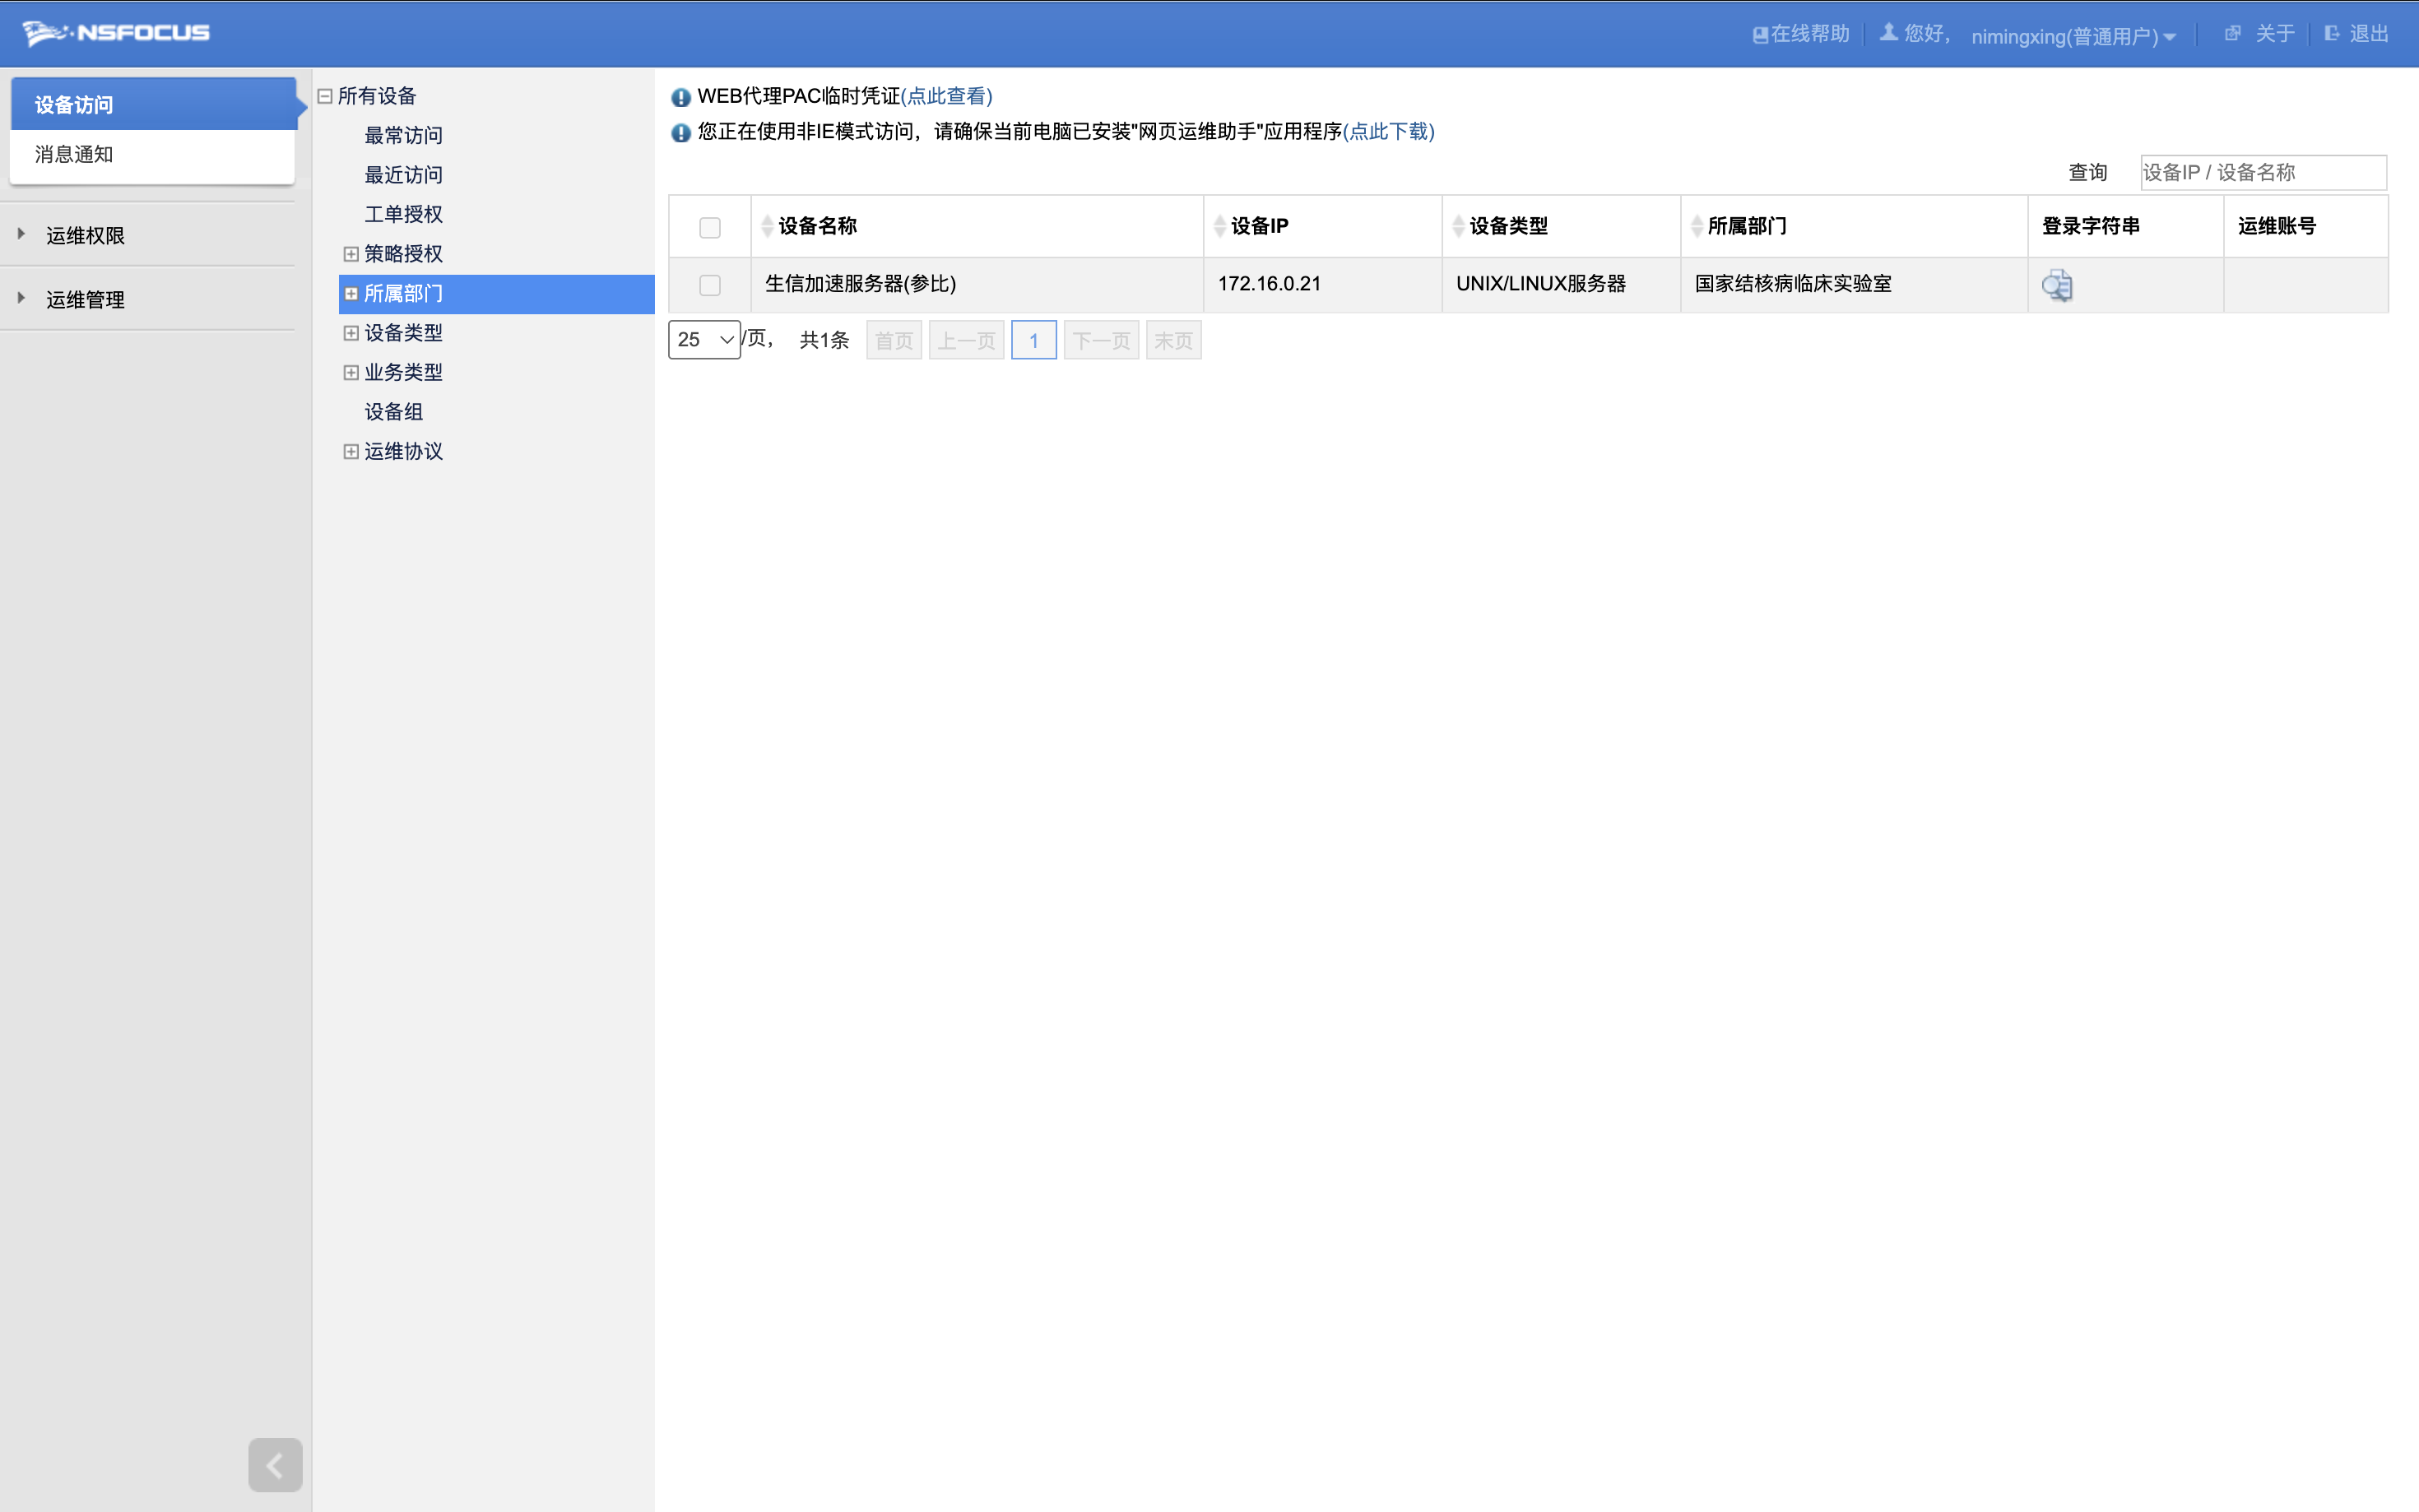 NSFOCUS
在线帮助 您好， nimingxing(普通用户) 关于 退出
设备访问
消息通知
运维权限
运维管理
所有设备
最常访问
最近访问
工单授权
策略授权
所属部门
设备类型
业务类型
设备组
运维协议
WEB代理PAC临时凭证(点此查看)
您正在使用非IE模式访问，请确保当前电脑已安装"网页运维助手"应用程序(点此下载)
查询 设备IP / 设备名称
设备名称 设备IP 设备类型 所属部门 登录字符串 运维账号
生信加速服务器(参比) 172.16.0.21 UNIX/LINUX服务器 国家结核病临床实验室
25 /页， 共1条 首页 上一页 1 下一页 末页